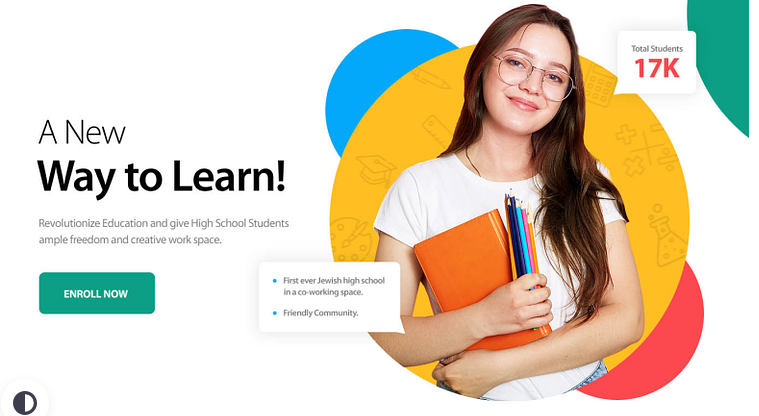 Total Students
17K
A New
Way to Learn!
Revolutionize Education and give High School Students
ample freedom and creative work space.
ENROLL NOW
First ever Jewish high school
in a co-working space.
Friendly Community.